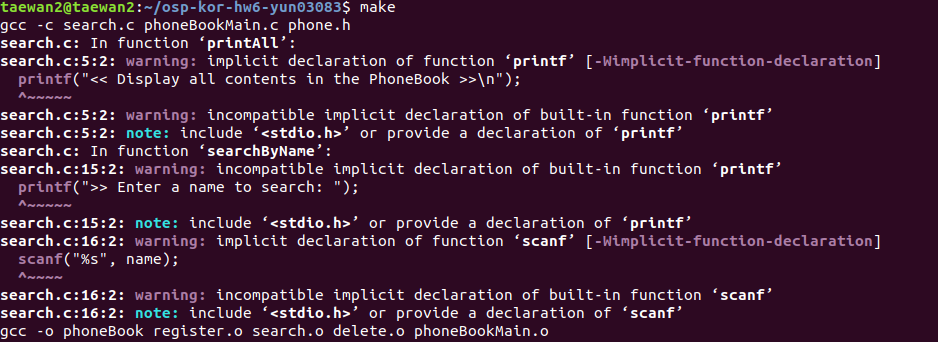 taewan2@taewan2:~/osp-kor-hw6-yun03083$ make
gcc -c search.c phoneBookMain.c phone.h
search.c: In function ‘printAll’:
search.c:5:2: warning: implicit declaration of function ‘printf’ [-Wimplicit-function-declaration]
  printf("<< Display all contents in the PhoneBook >>\n");
  ^~~~~~
search.c:5:2: warning: incompatible implicit declaration of built-in function ‘printf’
search.c:5:2: note: include ‘<stdio.h>’ or provide a declaration of ‘printf’
search.c: In function ‘searchByName’:
search.c:15:2: warning: incompatible implicit declaration of built-in function ‘printf’
  printf(">> Enter a name to search: ");
  ^~~~~~
search.c:15:2: note: include ‘<stdio.h>’ or provide a declaration of ‘printf’
search.c:16:2: warning: implicit declaration of function ‘scanf’ [-Wimplicit-function-declaration]
  scanf("%s", name);
  ^~~~~
search.c:16:2: warning: incompatible implicit declaration of built-in function ‘scanf’
search.c:16:2: note: include ‘<stdio.h>’ or provide a declaration of ‘scanf’
gcc -o phoneBook register.o search.o delete.o phoneBookMain.o